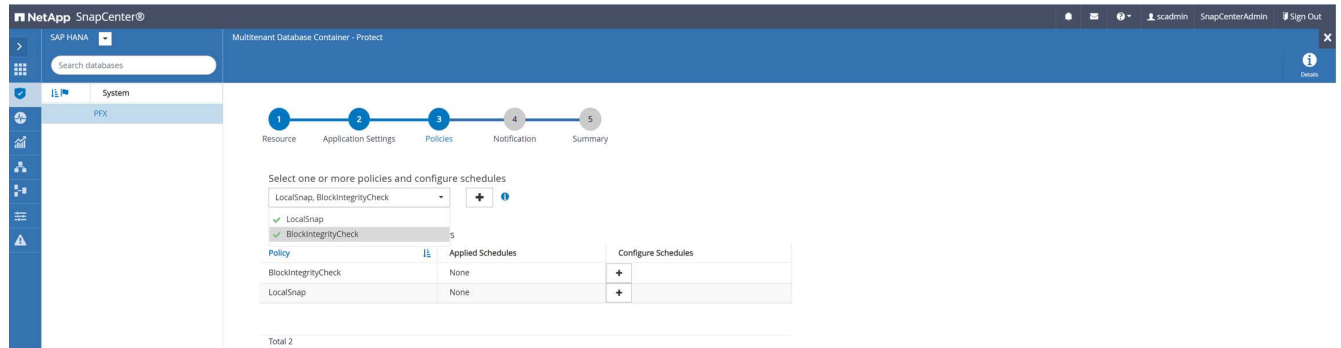 NetApp SnapCenter®
scadmin SnapCenterAdmin Sign Out
SAP HANA
Multitenant Database Container - Protect
Search databases
Details
System
PFX
1 2 3 4 5
Resource Application Settings Policies Notification Summary
Select one or more policies and configure schedules
LocalSnap, BlockIntegrityCheck
LocalSnap
BlockIntegrityCheck
s
Policy Applied Schedules Configure Schedules
BlockIntegrityCheck None
LocalSnap None
Total 2